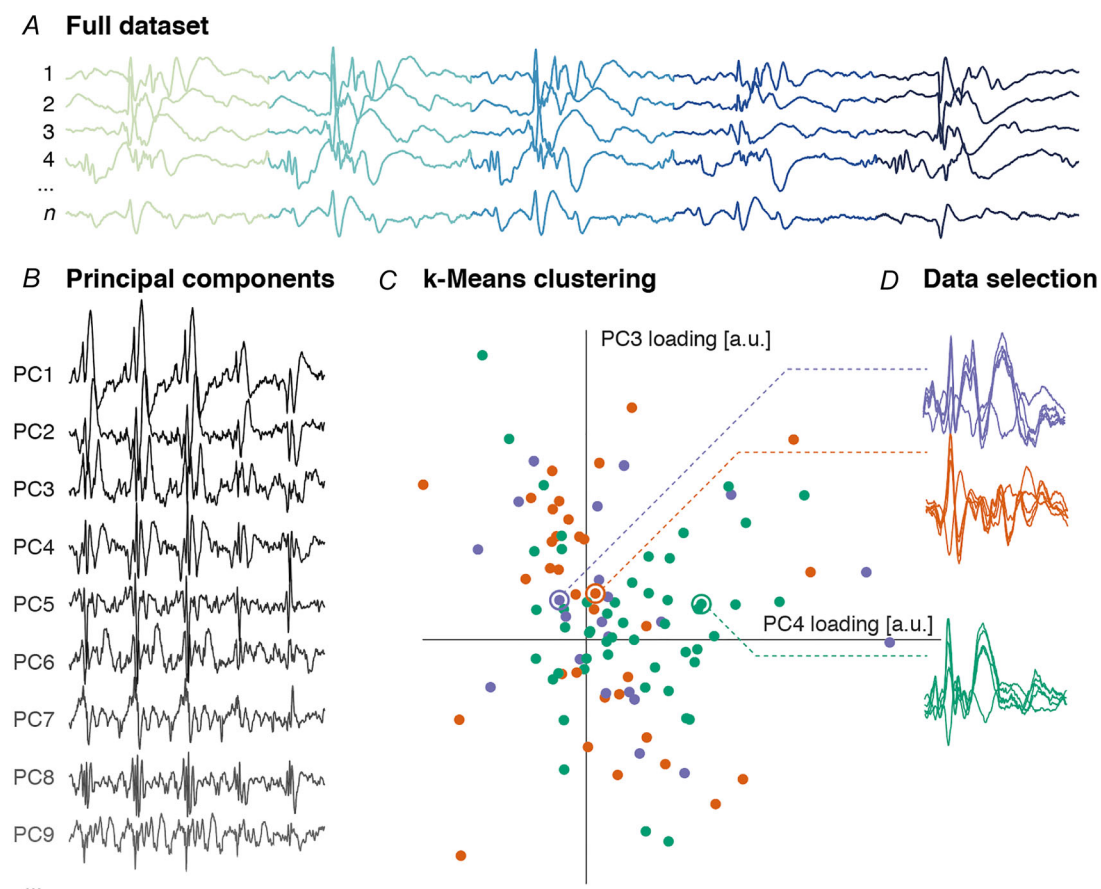 A Full dataset
1
2
3
4
...
n
B Principal components
PC1
PC2
PC3
PC4
PC5
PC6
PC7
PC8
PC9
...
C k-Means clustering
PC3 loading [a.u.]
PC4 loading [a.u.]
D Data selection